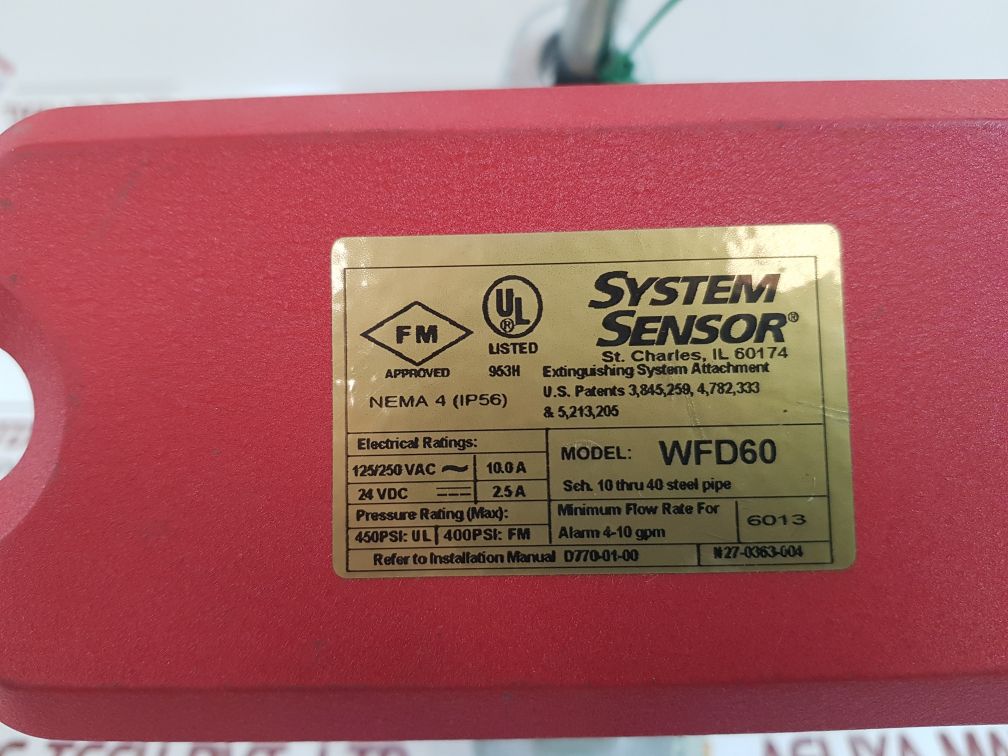 FM
APPROVED
UL
®
LISTED
953H
SYSTEM
SENSOR®
St. Charles, IL 60174
Extinguishing System Attachment
NEMA 4 (IP56)
U.S. Patents 3,845,259, 4,782,333
& 5,213,205
Electrical Ratings:
125/250 VAC 10.0 A
24 VDC 2.5 A
Pressure Rating (Max):
450PSI: UL 400PSI: FM
MODEL: WFD60
Sch. 10 thru 40 steel pipe
Minimum Flow Rate For
Alarm 4-10 gpm
6013
Refer to Installation Manual D770-01-00
N27-0363-004